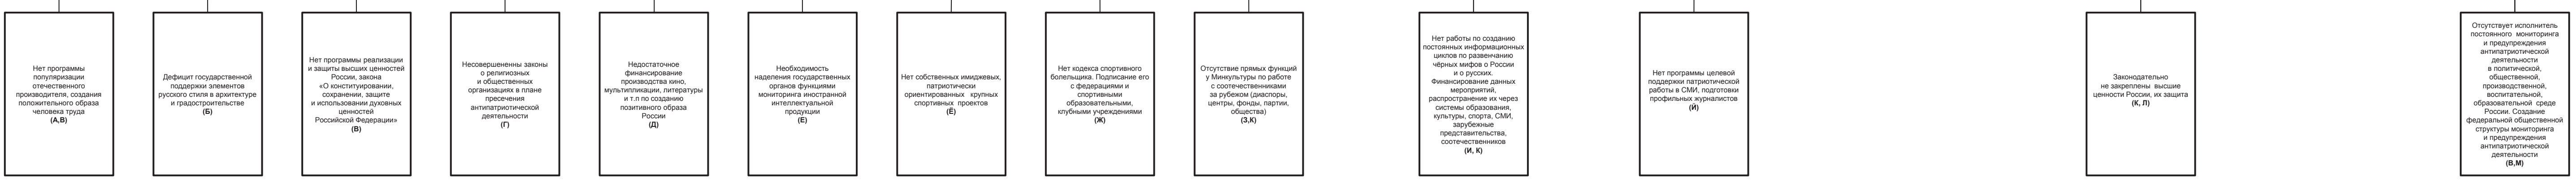 Нет программы
популяризации
отечественного
производителя, создания
положительного образа
человека труда
(А,В)
Дефицит государственной
поддержки элементов
русского стиля в архитектуре
и градостроительстве
(Б)
Нет программы реализации
и защиты высших ценностей
России, закона
«О конституировании,
сохранении, защите
и использовании духовных
ценностей
Российской Федерации»
(В)
Несовершененны законы
о религиозных
и общественных
организациях в плане
пресечения
антипатриотической
деятельности
(Г)
Недостаточное
финансирование
производства кино,
мультипликации, литературы
и т.п по созданию
позитивного образа
России
(Д)
Необходимость
наделения государственных
органов функциями
мониторинга иностранной
интеллектуальной
продукции
(Е)
Нет собственных имиджевых,
патриотически
ориентированных крупных
спортивных проектов
(Ё)
Нет кодекса спортивного
болельщика. Подписание его
с федерациями и
спортивными
образовательными,
клубными учреждениями
(Ж)
Отсутствие прямых функций
у Минкультуры по работе
с соотечественниками
за рубежом (диаспоры,
центры, фонды, партии,
общества)
(З,К)
Нет работы по созданию
постоянных информационных
циклов по развенчанию
чёрных мифов о России
и о русских.
Финансирование данных
мероприятий,
распространение их через
системы образования,
культуры, спорта, СМИ,
зарубежные
представительства,
соотечественников
(И, К)
Нет программы целевой
поддержки патриотической
работы в СМИ, подготовки
профильных журналистов
(Й)
Законодательно
не закреплены высшие
ценности России, их защита
(К, Л)
Отсутствует исполнитель
постоянного мониторинга
и предупреждения
антипатриотической
деятельности
в политической,
общественной,
производственной,
воспитательной,
образовательной среде
России. Создание
федеральной общественной
структуры мониторинга
и предупреждения
антипатриотической
деятельности
(В,М)